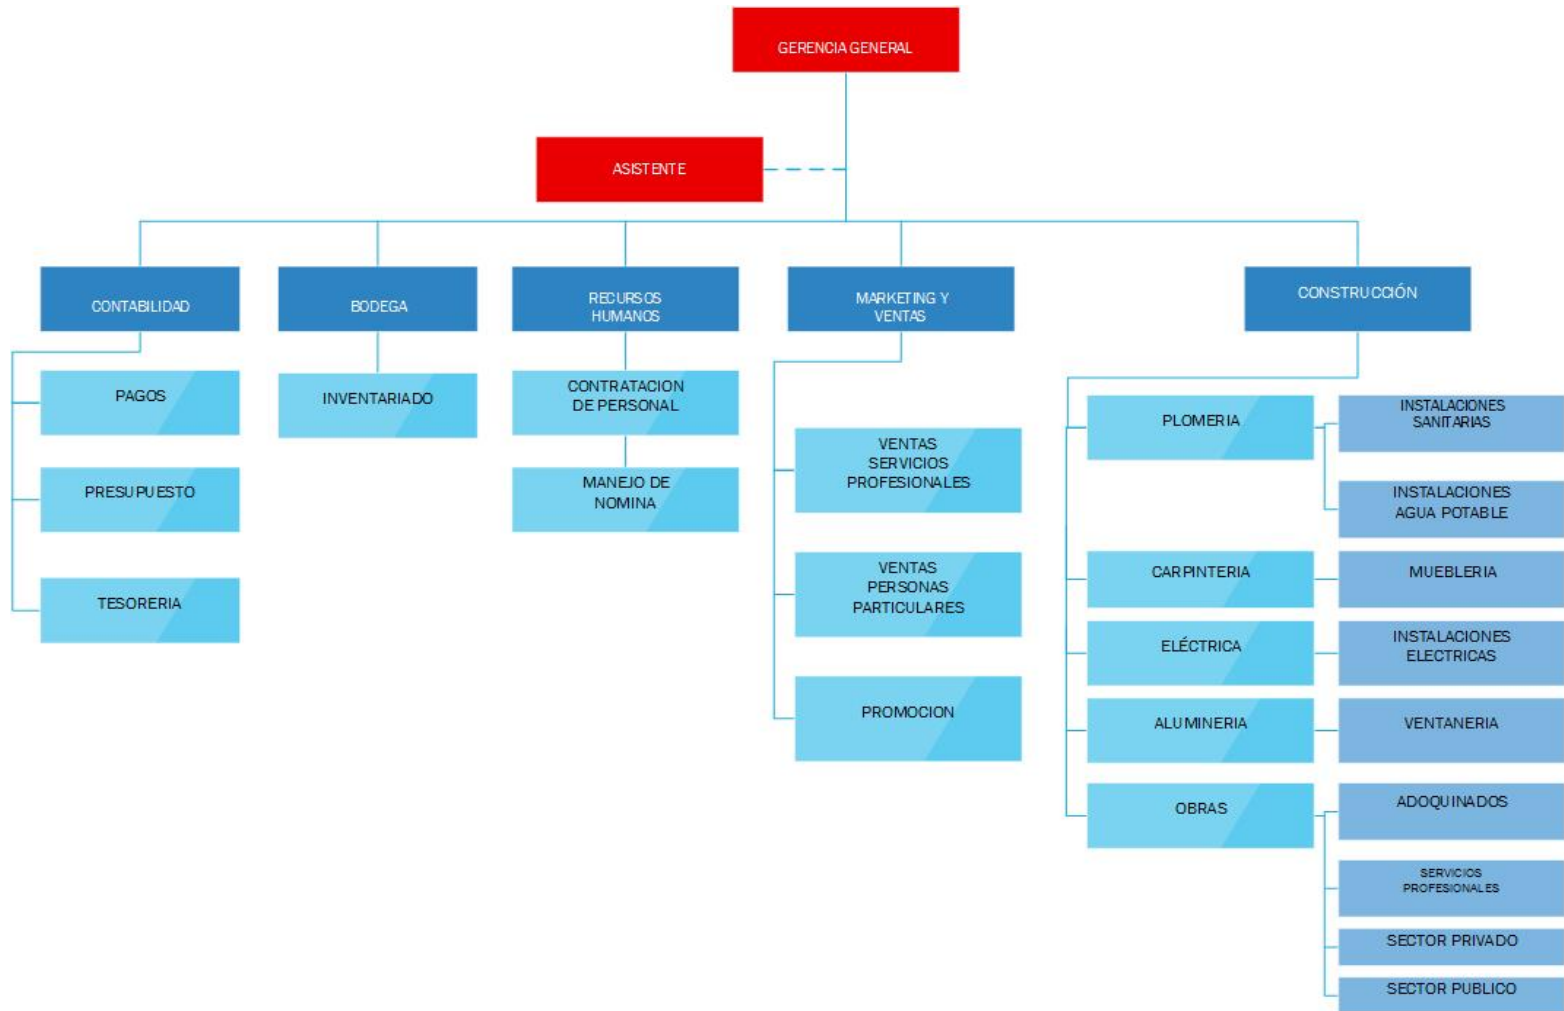 GERENCIA GENERAL
ASISTENTE
CONTABILIDAD
BODEGA
RECURSOS
HUMANOS
MARKETING Y
VENTAS
CONSTRUCCIÓN
PAGOS
PRESUPUESTO
TESORERIA
INVENTARIADO
CONTRATACION
DE PERSONAL
MANEJO DE
NOMINA
VENTAS
SERVICIOS
PROFESIONALES
VENTAS
PERSONAS
PARTICULARES
PROMOCION
PLOMERIA
INSTALACIONES
SANITARIAS
INSTALACIONES
AGUA POTABLE
CARPINTERIA
MUEBLERIA
ELÉCTRICA
INSTALACIONES
ELECTRICAS
ALUMINERIA
VENTANERIA
OBRAS
ADOQUINADOS
SERVICIOS
PROFESIONALES
SECTOR PRIVADO
SECTOR PUBLICO